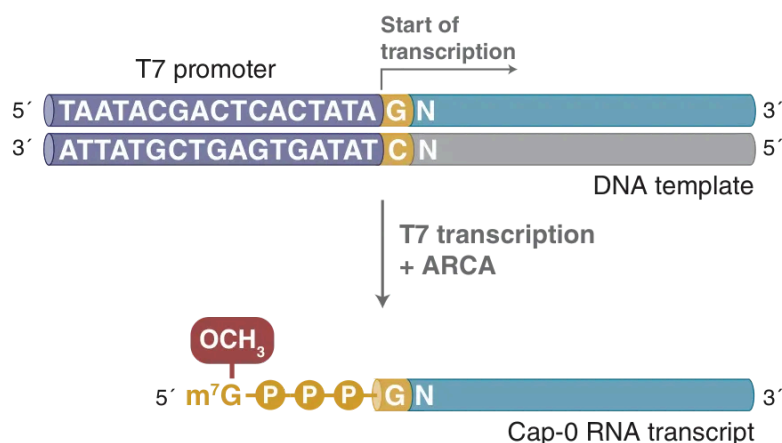 Start of
transcription
T7 promoter
5´ TAATACGACTCACTATA G N 3´
3´ ATTATGCTGAGTGATAT C N 5´
DNA template
T7 transcription
+ ARCA
OCH₃
5´ m⁷G P P P G N 3´
Cap-0 RNA transcript